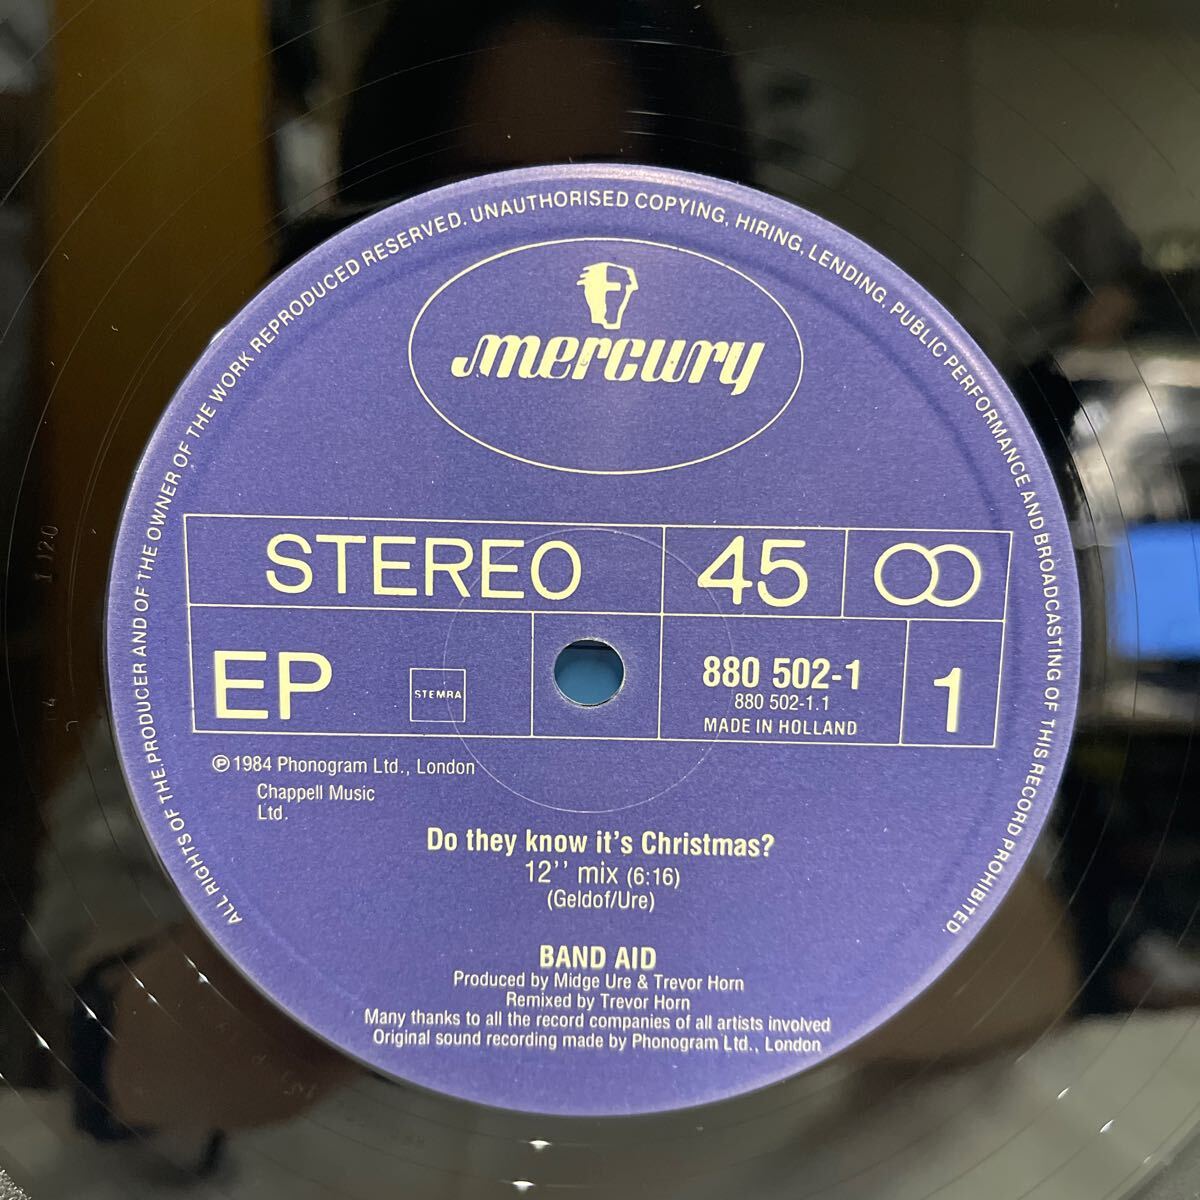 ALL RIGHTS OF THE PRODUCER AND OF THE OWNER OF THE WORK REPRODUCED RESERVED. UNAUTHORISED COPYING, HIRING, LENDING, PUBLIC PERFORMANCE AND BROADCASTING OF THIS RECORD PROHIBITED.
mercury
STEREO 45
EP
STEMRA
880 502-1
880 502-1.1
MADE IN HOLLAND
1
℗ 1984 Phonogram Ltd., London
Chappell Music
Ltd.
Do they know it's Christmas?
12'' mix (6:16)
(Geldof/Ure)
BAND AID
Produced by Midge Ure & Trevor Horn
Remixed by Trevor Horn
Many thanks to all the record companies of all artists involved
Original sound recording made by Phonogram Ltd., London